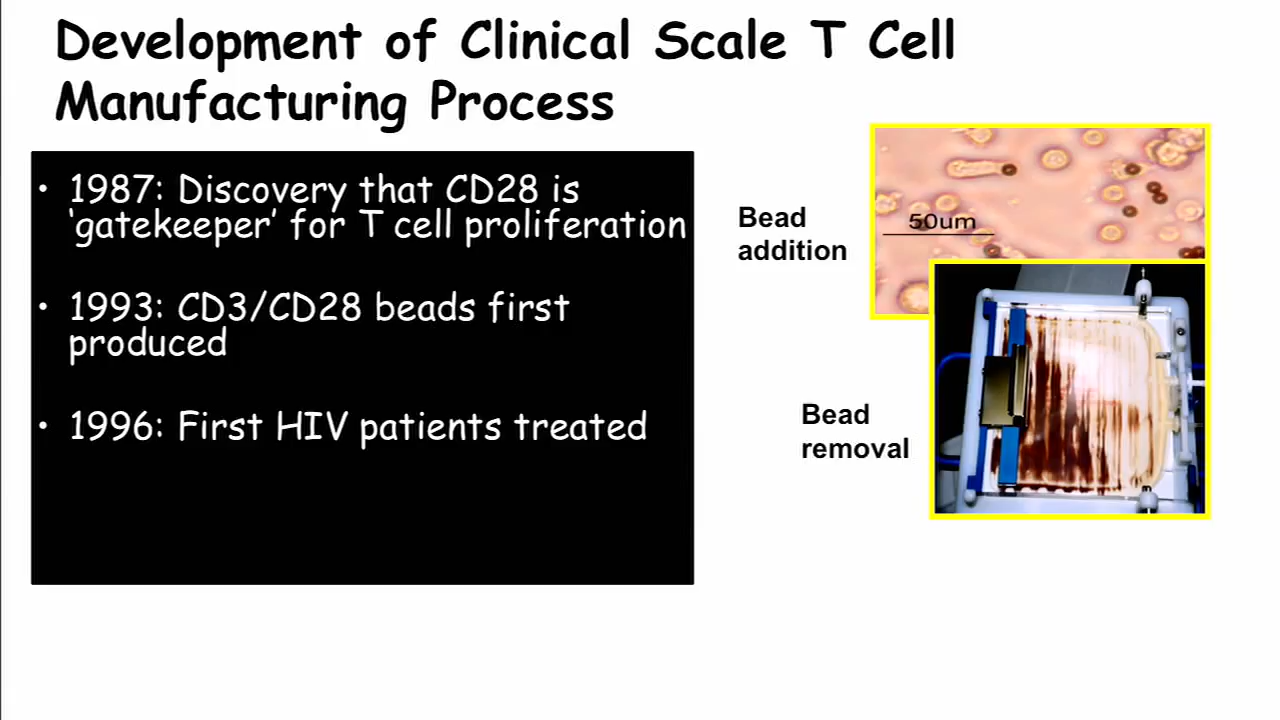 Development of Clinical Scale T Cell
Manufacturing Process
• 1987: Discovery that CD28 is
‘gatekeeper’ for T cell proliferation
• 1993: CD3/CD28 beads first
produced
• 1996: First HIV patients treated
Bead
addition
50um
Bead
removal